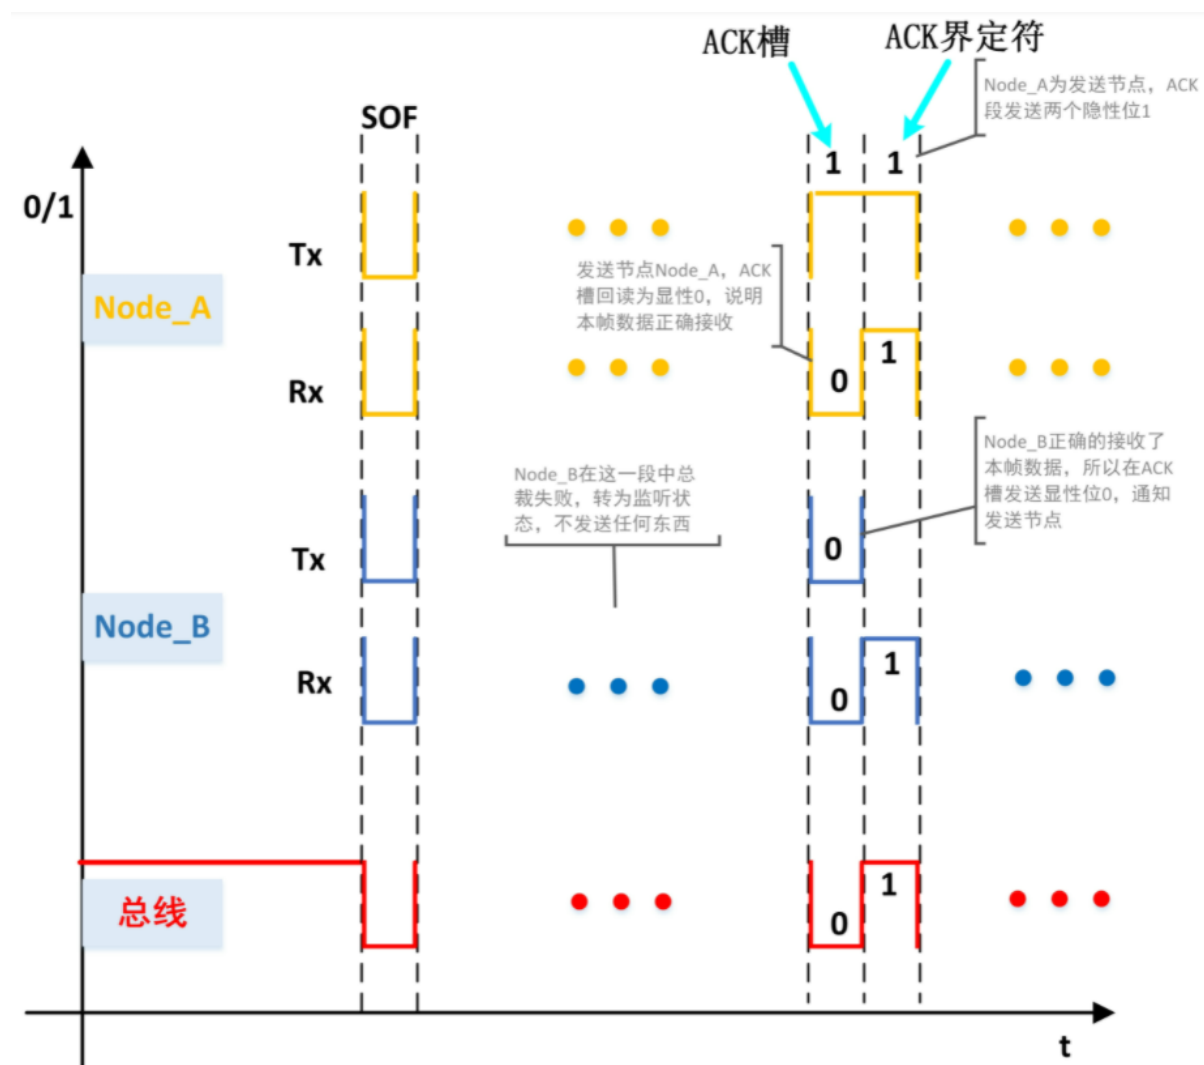 ACK槽
ACK界定符
Node_A为发送节点，ACK
段发送两个隐性位1
SOF
1
1
0/1
Tx
Node_A
发送节点Node_A，ACK
槽回读为显性0，说明
本帧数据正确接收
Rx
0
1
Node_B在这一段中总
裁失败，转为监听状
态，不发送任何东西
Node_B正确的接收了
本帧数据，所以在ACK
槽发送显性位0，通知
发送节点
Tx
0
Node_B
Rx
0
1
总线
0
1
t